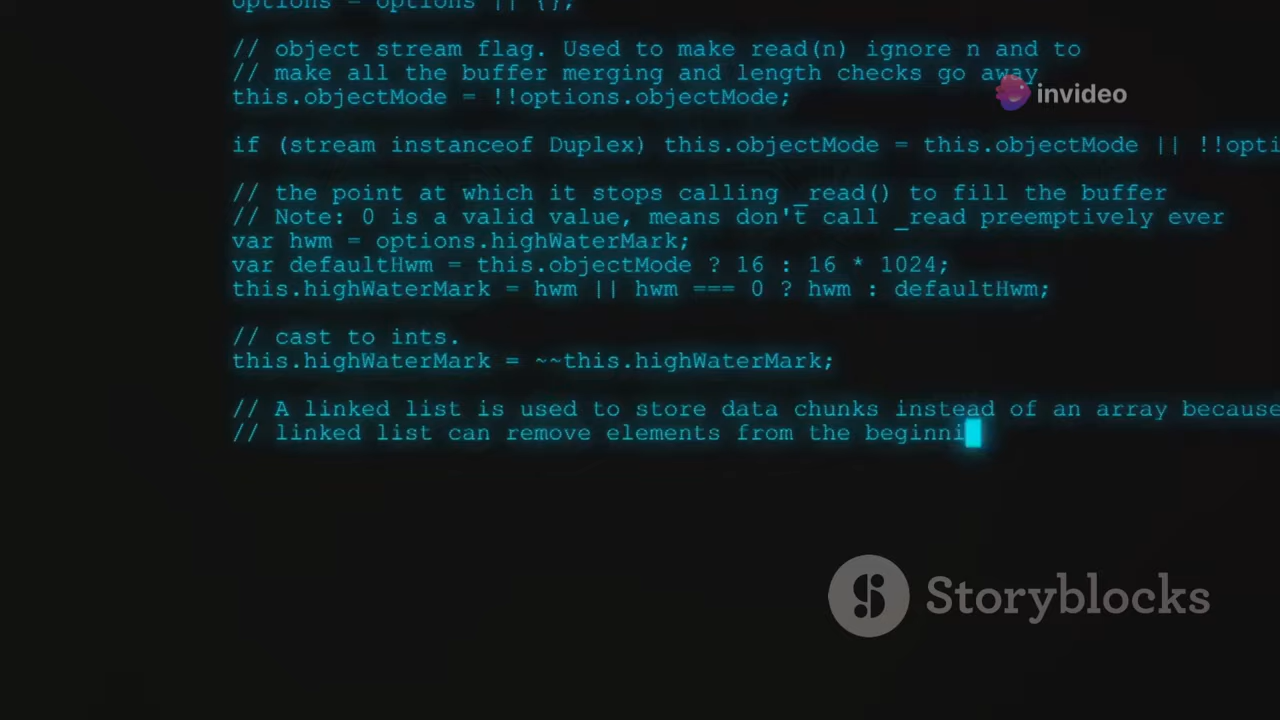 options = options || {};
// object stream flag. Used to make read(n) ignore n and to
// make all the buffer merging and length checks go away
this.objectMode = !!options.objectMode;
invideo
if (stream instanceof Duplex) this.objectMode = this.objectMode || !!opti
// the point at which it stops calling _read() to fill the buffer
// Note: 0 is a valid value, means don't call _read preemptively ever
var hwm = options.highWaterMark;
var defaultHwm = this.objectMode ? 16 : 16 * 1024;
this.highWaterMark = hwm || hwm === 0 ? hwm : defaultHwm;
// cast to ints.
this.highWaterMark = ~~this.highWaterMark;
// A linked list is used to store data chunks instead of an array because
// linked list can remove elements from the beginni
Storyblocks